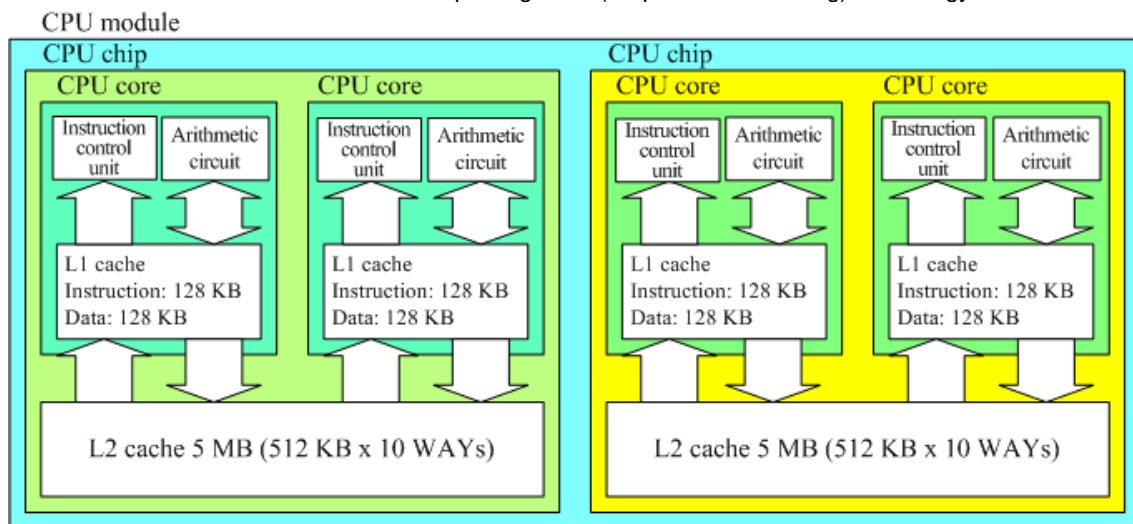 CPU module
CPU chip
CPU core
CPU core
Instruction
control
unit
Arithmetic
circuit
Instruction
control
unit
Arithmetic
circuit
L1 cache
Instruction: 128 KB
Data: 128 KB
L1 cache
Instruction: 128 KB
Data: 128 KB
L2 cache 5 MB (512 KB x 10 WAYs)
CPU chip
CPU core
CPU core
Instruction
control
unit
Arithmetic
circuit
Instruction
control
unit
Arithmetic
circuit
L1 cache
Instruction: 128 KB
Data: 128 KB
L1 cache
Instruction: 128 KB
Data: 128 KB
L2 cache 5 MB (512 KB x 10 WAYs)